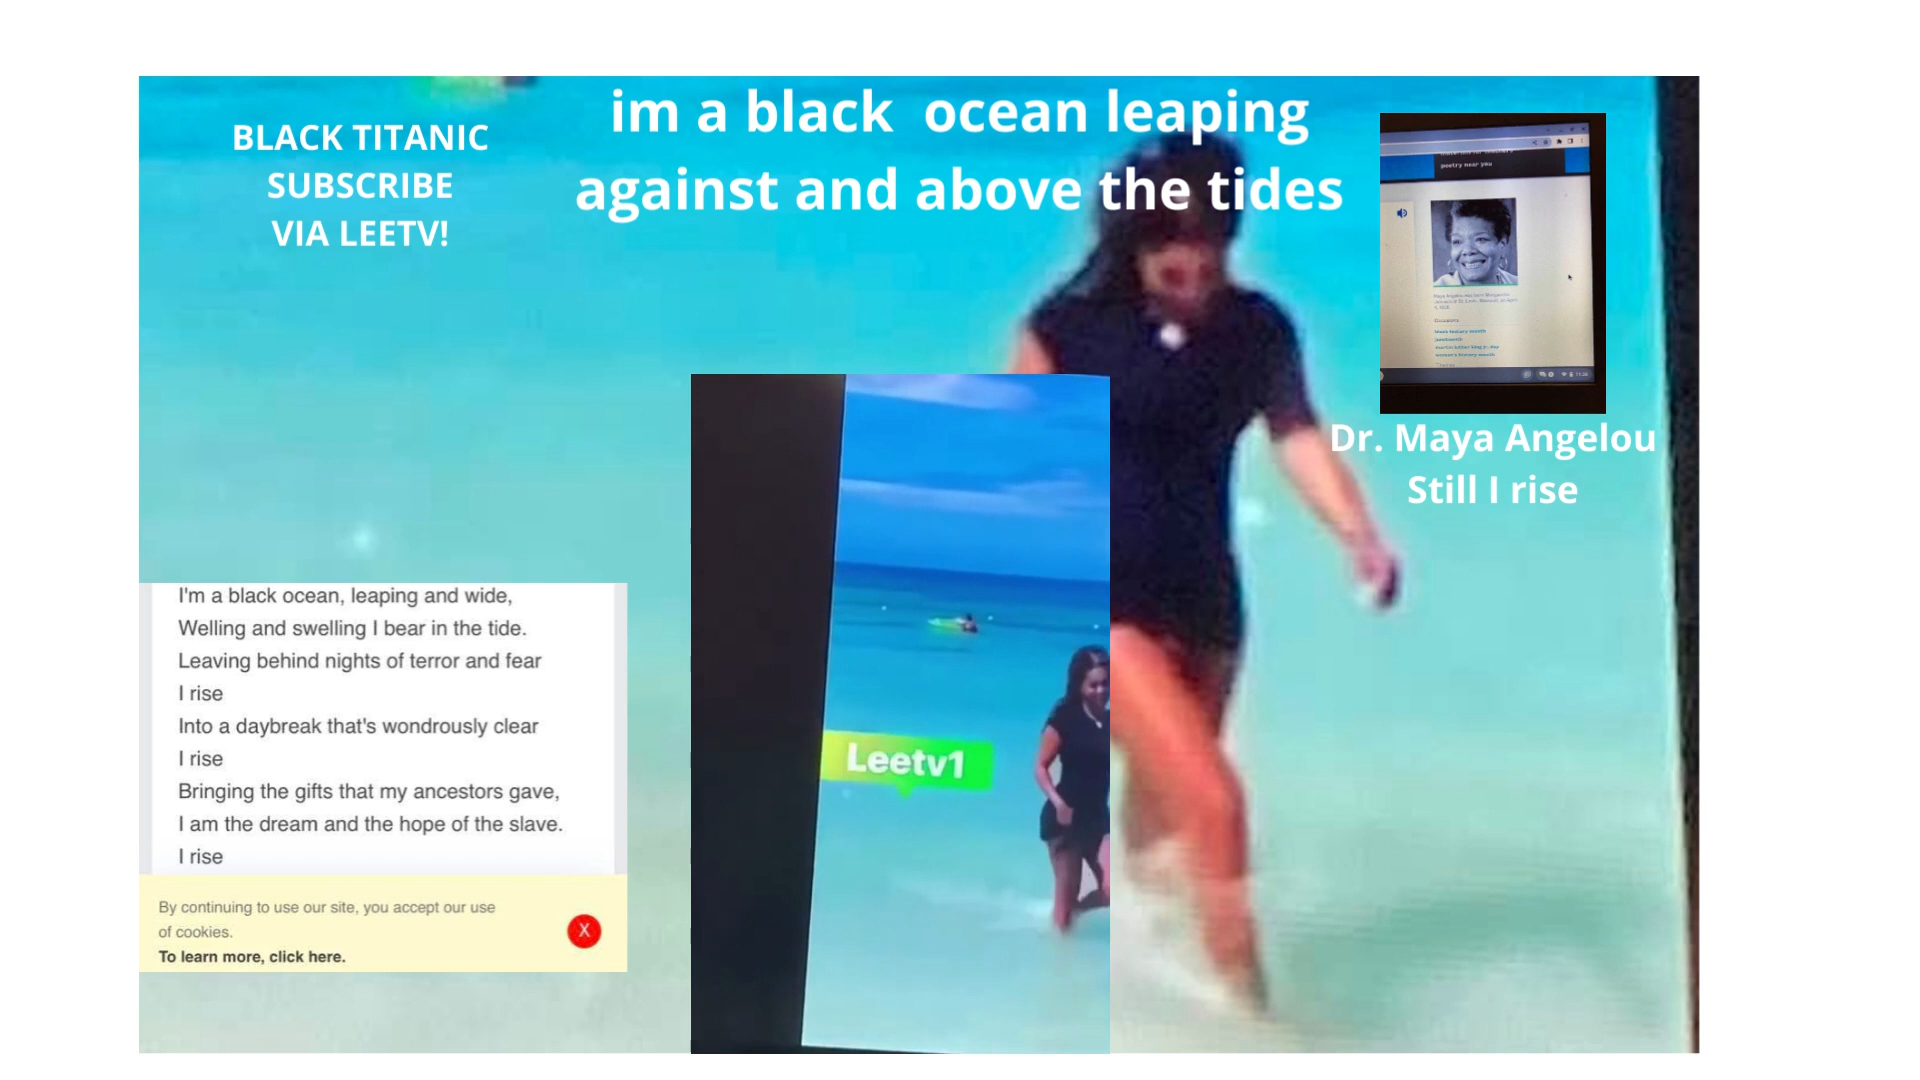 BLACK TITANIC
SUBSCRIBE
VIA LEETV!
im a black  ocean leaping
against and above the tides
poetry near you
Dr. Maya Angelou
Still I rise
Leetv1
I'm a black ocean, leaping and wide,
Welling and swelling I bear in the tide.
Leaving behind nights of terror and fear
I rise
Into a daybreak that's wondrously clear
I rise
Bringing the gifts that my ancestors gave,
I am the dream and the hope of the slave.
I rise
By continuing to use our site, you accept our use
of cookies.
X
To learn more, click here.